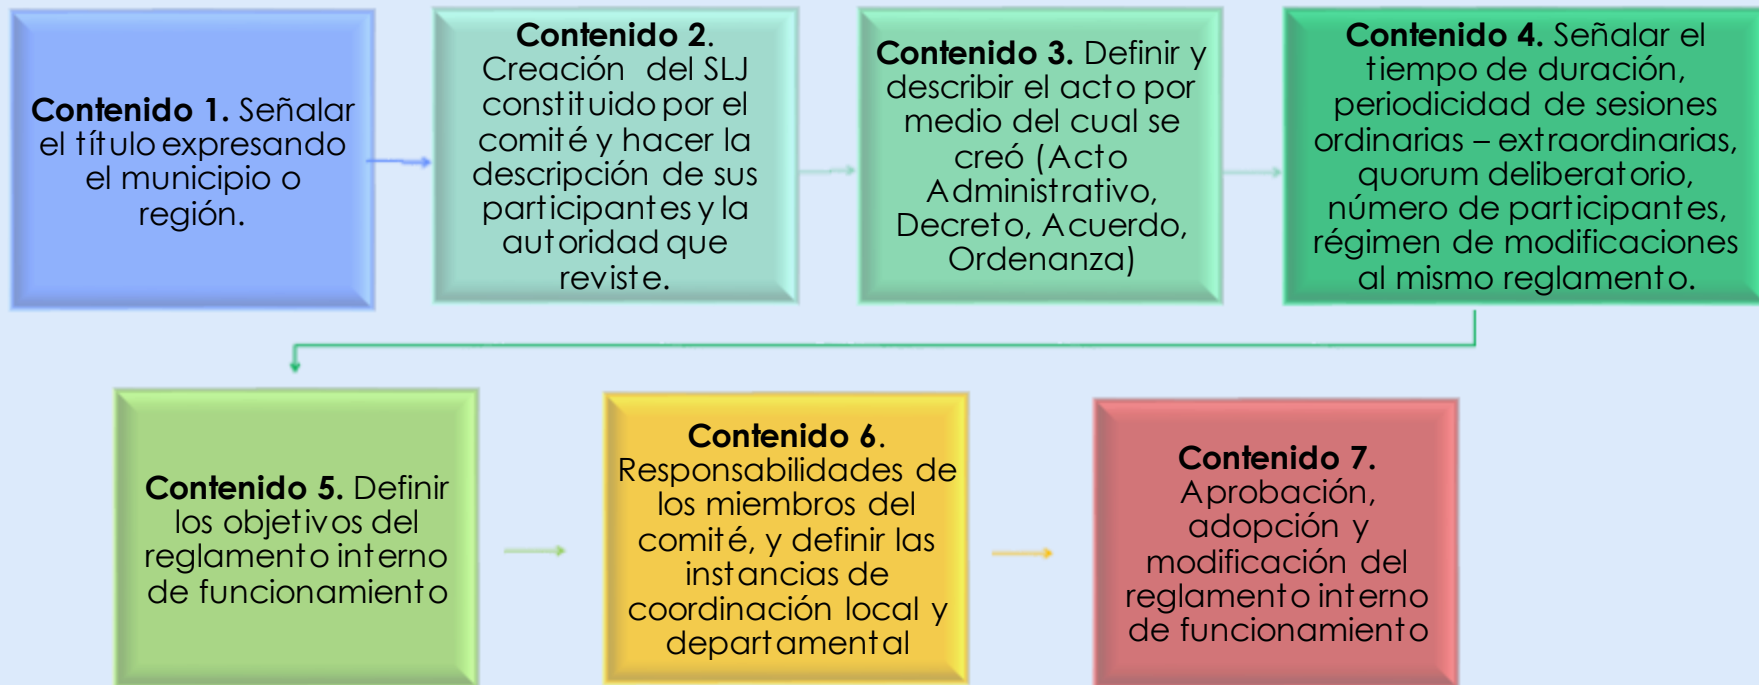 Contenido 1. Señalar
el título expresando
el municipio o
región.
Contenido 2.
Creación del SLJ
constituido por el
comité y hacer la
descripción de sus
participantes y la
autoridad que
reviste.
Contenido 3. Definir y
describir el acto por
medio del cual se
creó (Acto
Administrativo,
Decreto, Acuerdo,
Ordenanza)
Contenido 4. Señalar el
tiempo de duración,
periodicidad de sesiones
ordinarias – extraordinarias,
quorum deliberatorio,
número de participantes,
régimen de modificaciones
al mismo reglamento.
Contenido 5. Definir
los objetivos del
reglamento interno
de funcionamiento
Contenido 6.
Responsabilidades de
los miembros del
comité, y definir las
instancias de
coordinación local y
departamental
Contenido 7.
Aprobación,
adopción y
modificación del
reglamento interno
de funcionamiento